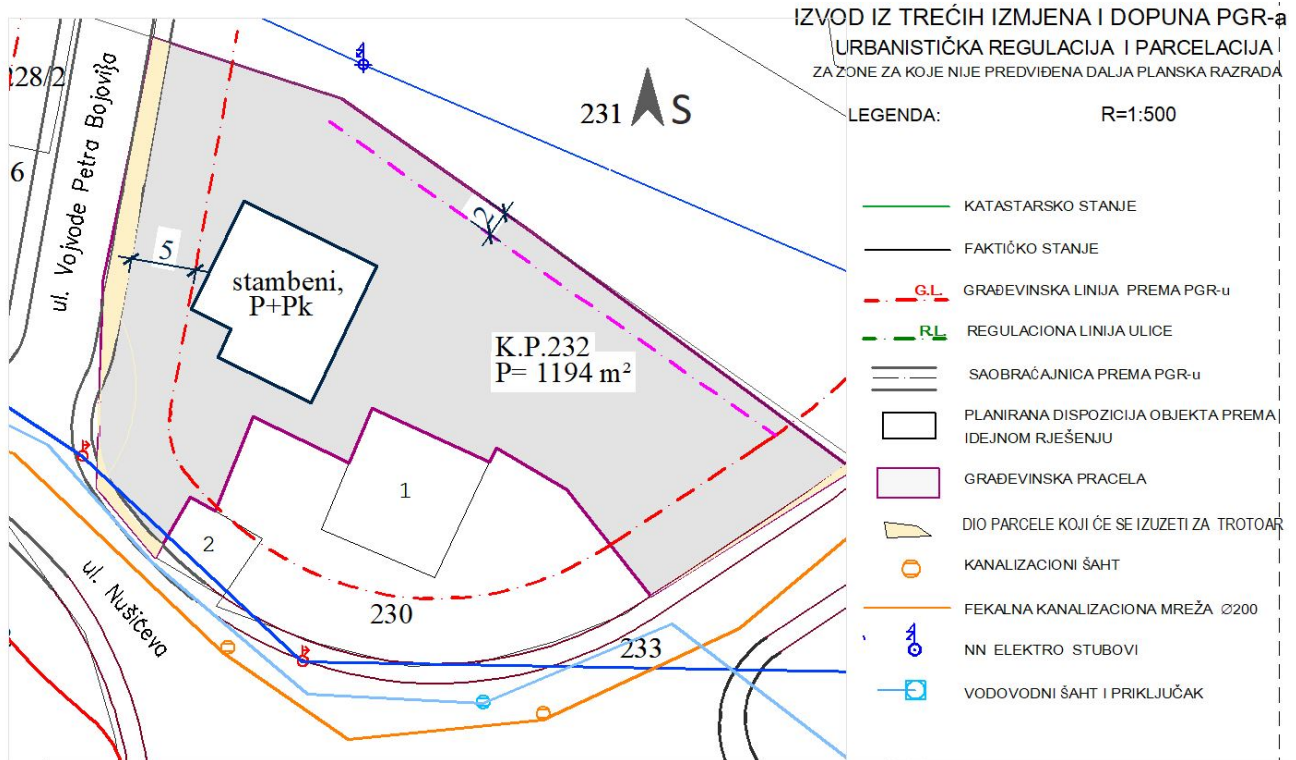 IZVOD IZ TREĆIH IZMJENA I DOPUNA PGR-a
URBANISTIČKA REGULACIJA I PARCELACIJA
ZA ZONE ZA KOJE NIJE PREDVIĐENA DALJA PLANSKA RAZRADA
LEGENDA:
R=1:500
KATASTARSKO STANJE
FAKTIČKO STANJE
G.L. GRAĐEVINSKA LINIJA PREMA PGR-u
R.L. REGULACIONA LINIJA ULICE
SAOBRAĆAJNICA PREMA PGR-u
PLANIRANA DISPOZICIJA OBJEKTA PREMA
IDEJNOM RJEŠENJU
GRAĐEVINSKA PRACELA
DIO PARCELE KOJI ĆE SE IZUZETI ZA TROTOAR
KANALIZACIONI ŠAHT
FEKALNA KANALIZACIONA MREŽA Ø200
NN ELEKTRO STUBOVI
VODOVODNI ŠAHT I PRIKLJUČAK
228/2
6
ul. Vojvode Petra Bojovića
231
S
2
5
stambeni,
P+Pk
K.P.232
P= 1194 m²
1
2
ul. Nušićeva
230
233